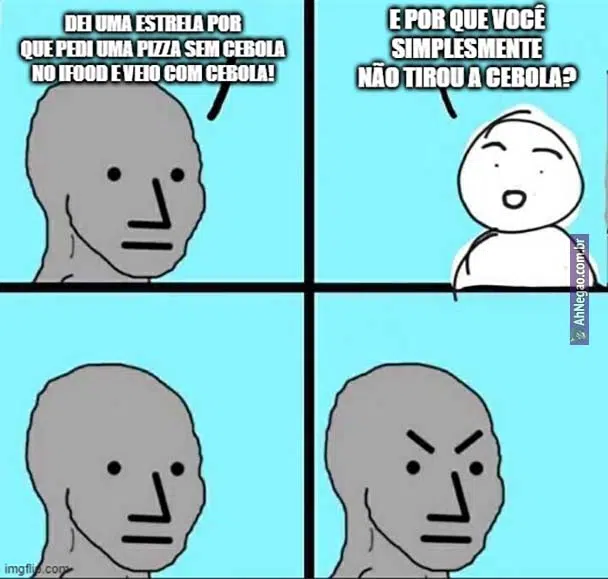 DEI UMA ESTRELA POR
QUE PEDI UMA PIZZA SEM CEBOLA
NO IFOOD E VEIO COM CEBOLA!
E POR QUE VOCÊ
SIMPLESMENTE
NÃO TIROU A CEBOLA?
AhNegao.com.br
imgflip.com